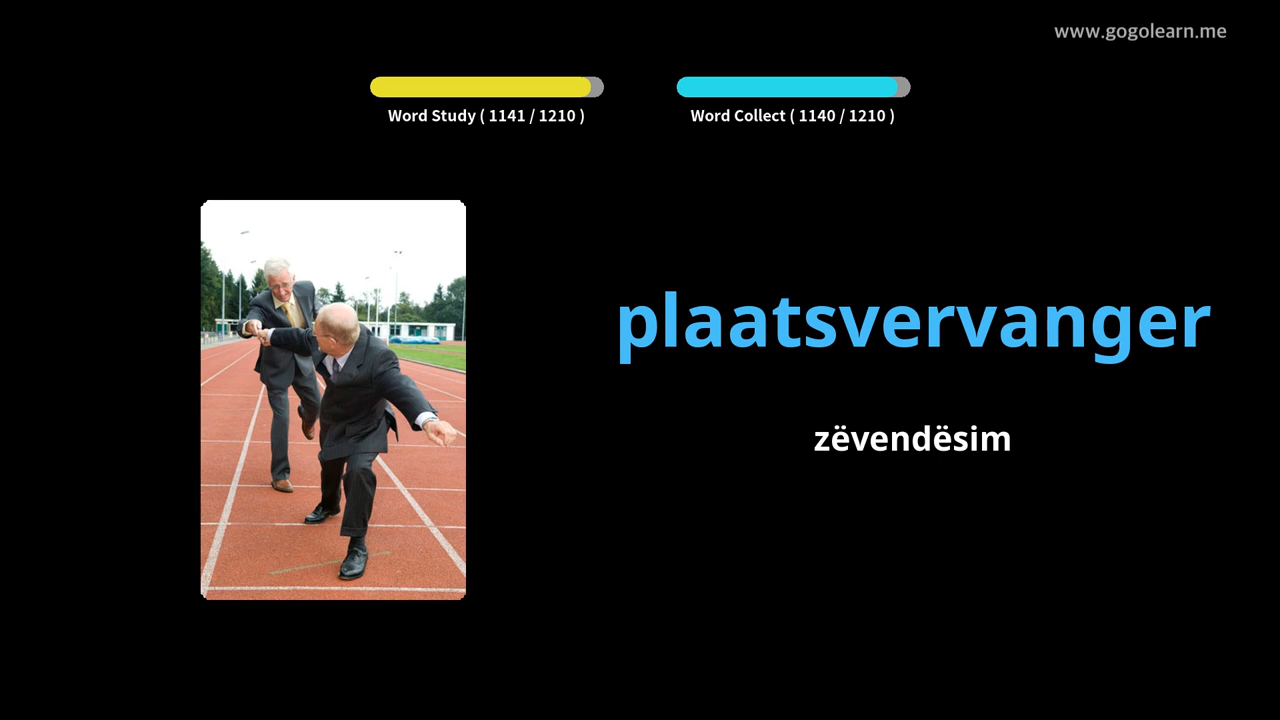 www.gogolearn.me
Word Study ( 1141 / 1210 )
Word Collect ( 1140 / 1210 )
plaatsvervanger
zëvendësim